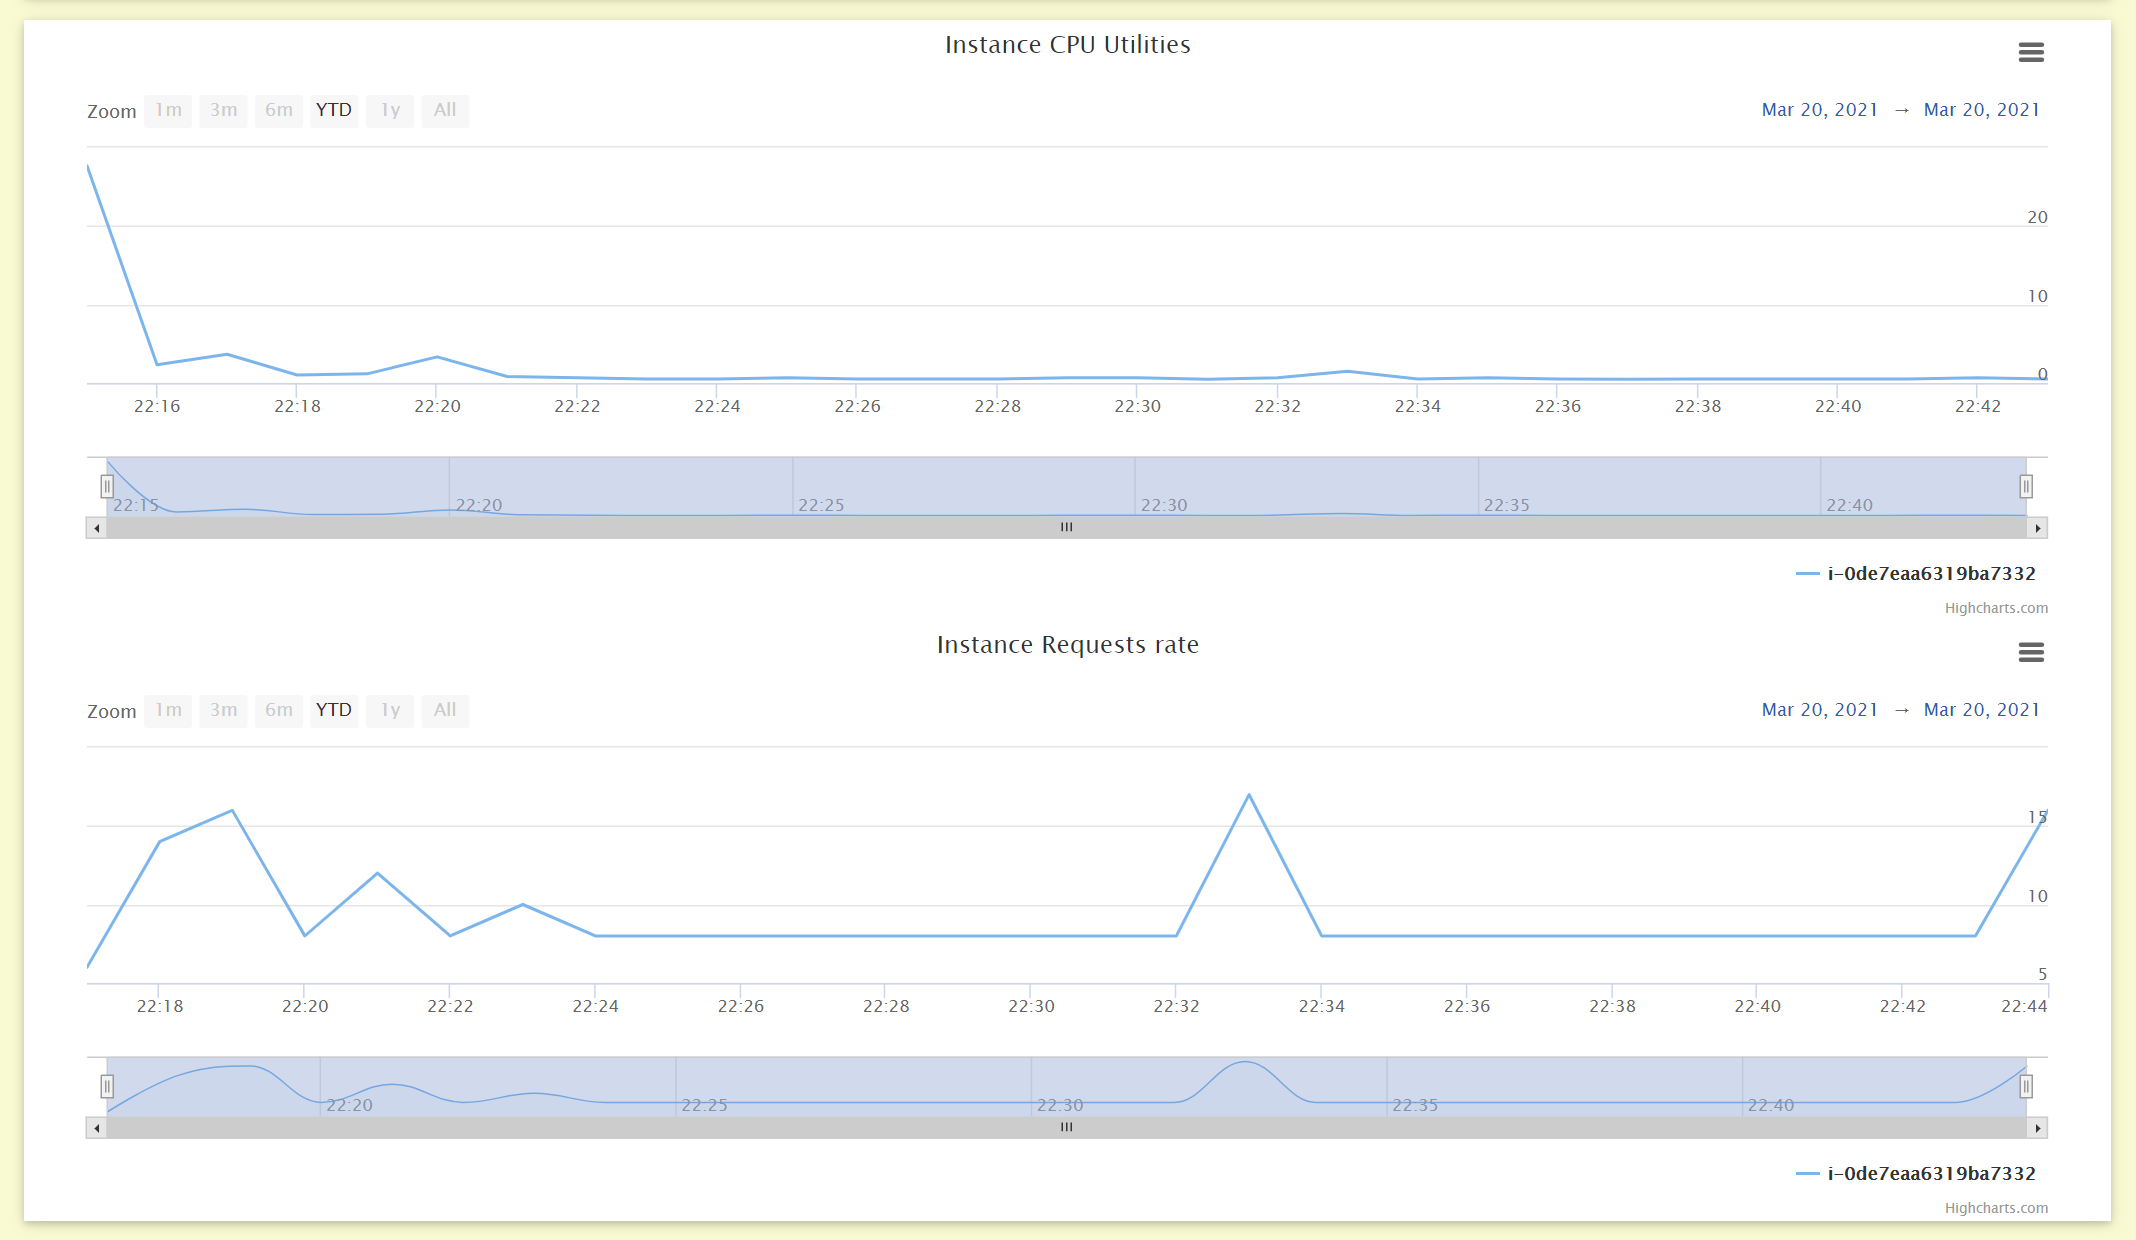 Instance CPU Utilities
Zoom 1m 3m 6m YTD 1y All Mar 20, 2021 → Mar 20, 2021
20
10
0
22:16 22:18 22:20 22:22 22:24 22:26 22:28 22:30 22:32 22:34 22:36 22:38 22:40 22:42
22:15 22:20 22:25 22:30 22:35 22:40
i-0de7eaa6319ba7332
Highcharts.com
Instance Requests rate
Zoom 1m 3m 6m YTD 1y All Mar 20, 2021 → Mar 20, 2021
15
10
5
22:18 22:20 22:22 22:24 22:26 22:28 22:30 22:32 22:34 22:36 22:38 22:40 22:42 22:44
22:20 22:25 22:30 22:35 22:40
i-0de7eaa6319ba7332
Highcharts.com